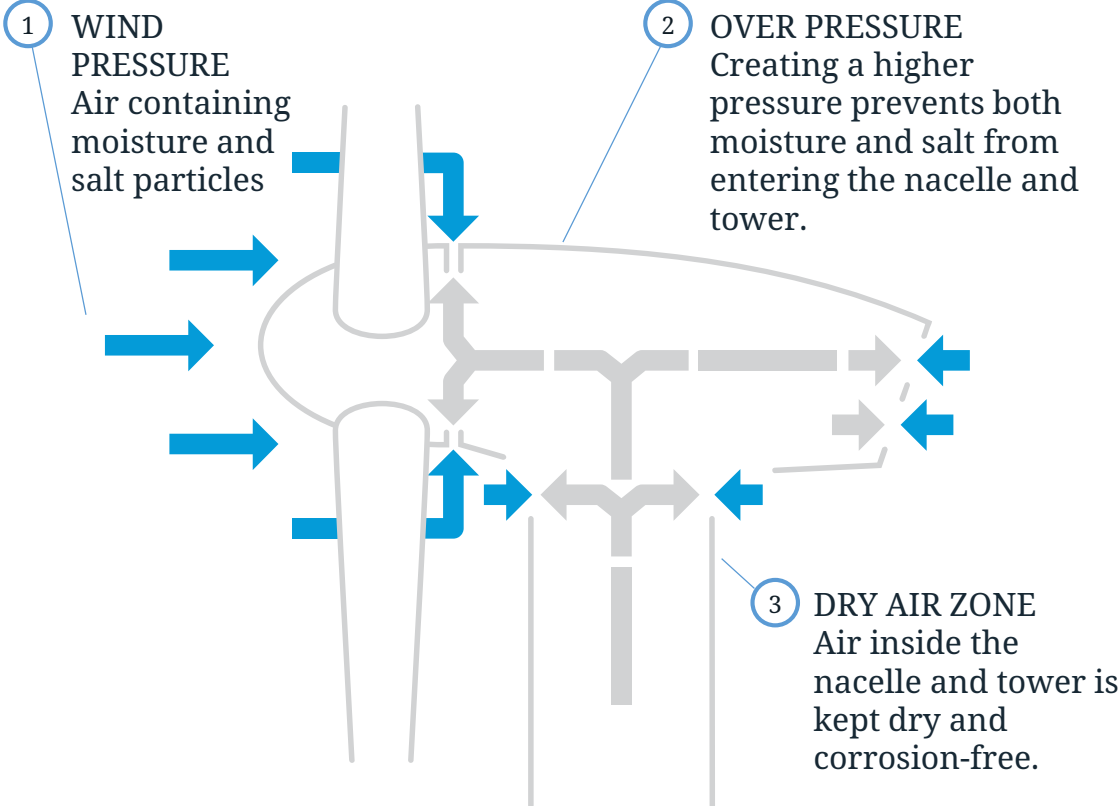 1
WIND
PRESSURE
Air containing
moisture and
salt particles
2
OVER PRESSURE
Creating a higher
pressure prevents both
moisture and salt from
entering the nacelle and
tower.
3
DRY AIR ZONE
Air inside the
nacelle and tower is
kept dry and
corrosion-free.